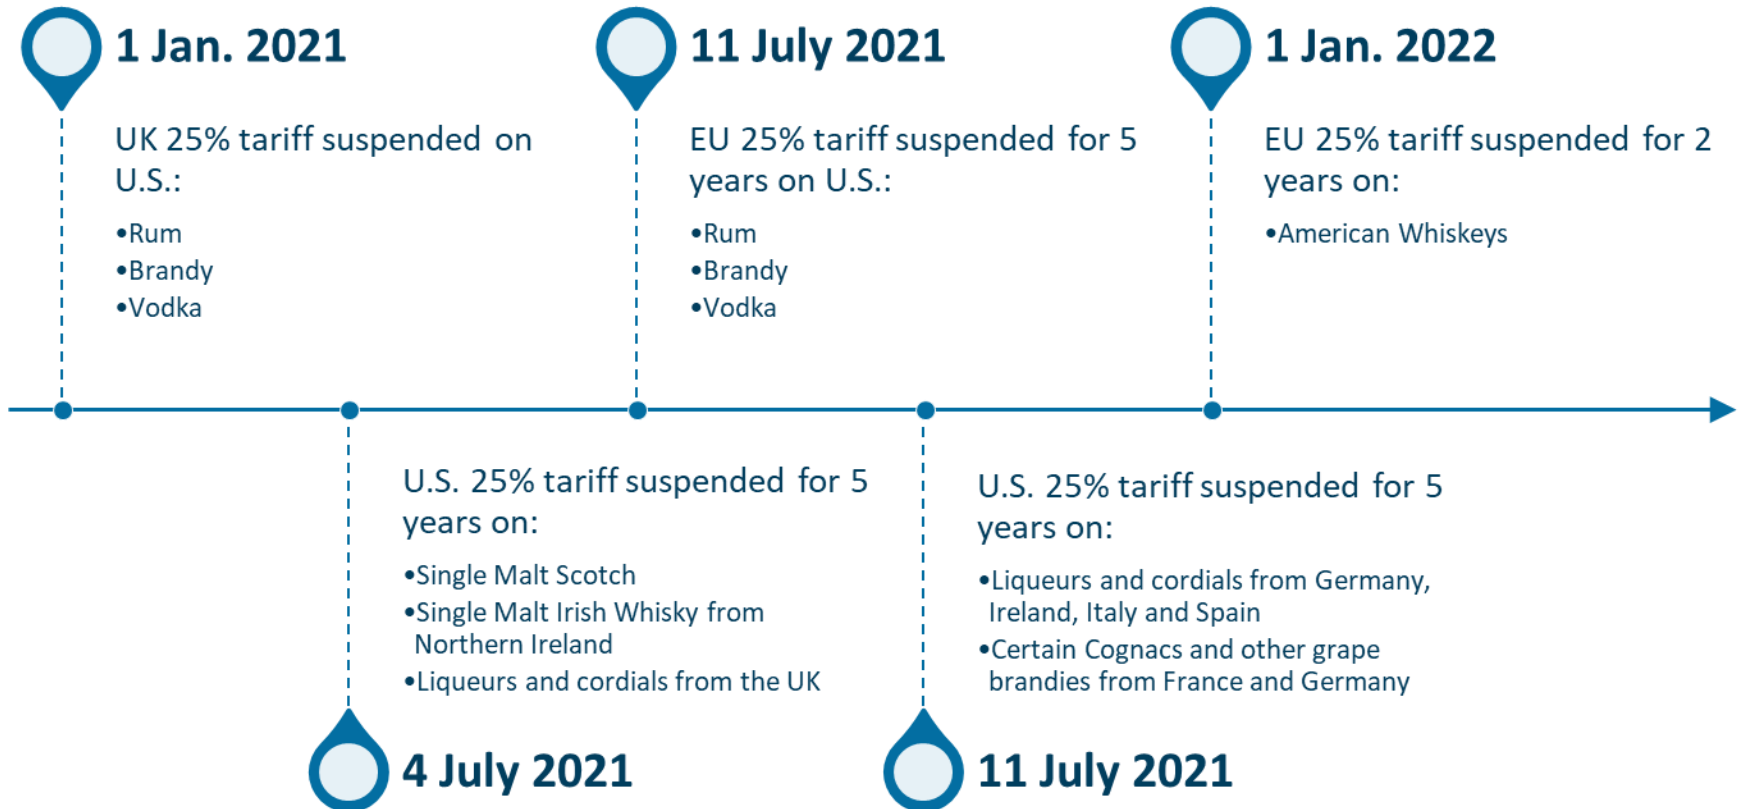 1 Jan. 2021
UK 25% tariff suspended on
U.S.:
•Rum
•Brandy
•Vodka
4 July 2021
U.S. 25% tariff suspended for 5
years on:
•Single Malt Scotch
•Single Malt Irish Whisky from
Northern Ireland
•Liqueurs and cordials from the UK
11 July 2021
EU 25% tariff suspended for 5
years on U.S.:
•Rum
•Brandy
•Vodka
11 July 2021
U.S. 25% tariff suspended for 5
years on:
•Liqueurs and cordials from Germany,
Ireland, Italy and Spain
•Certain Cognacs and other grape
brandies from France and Germany
1 Jan. 2022
EU 25% tariff suspended for 2
years on:
•American Whiskeys